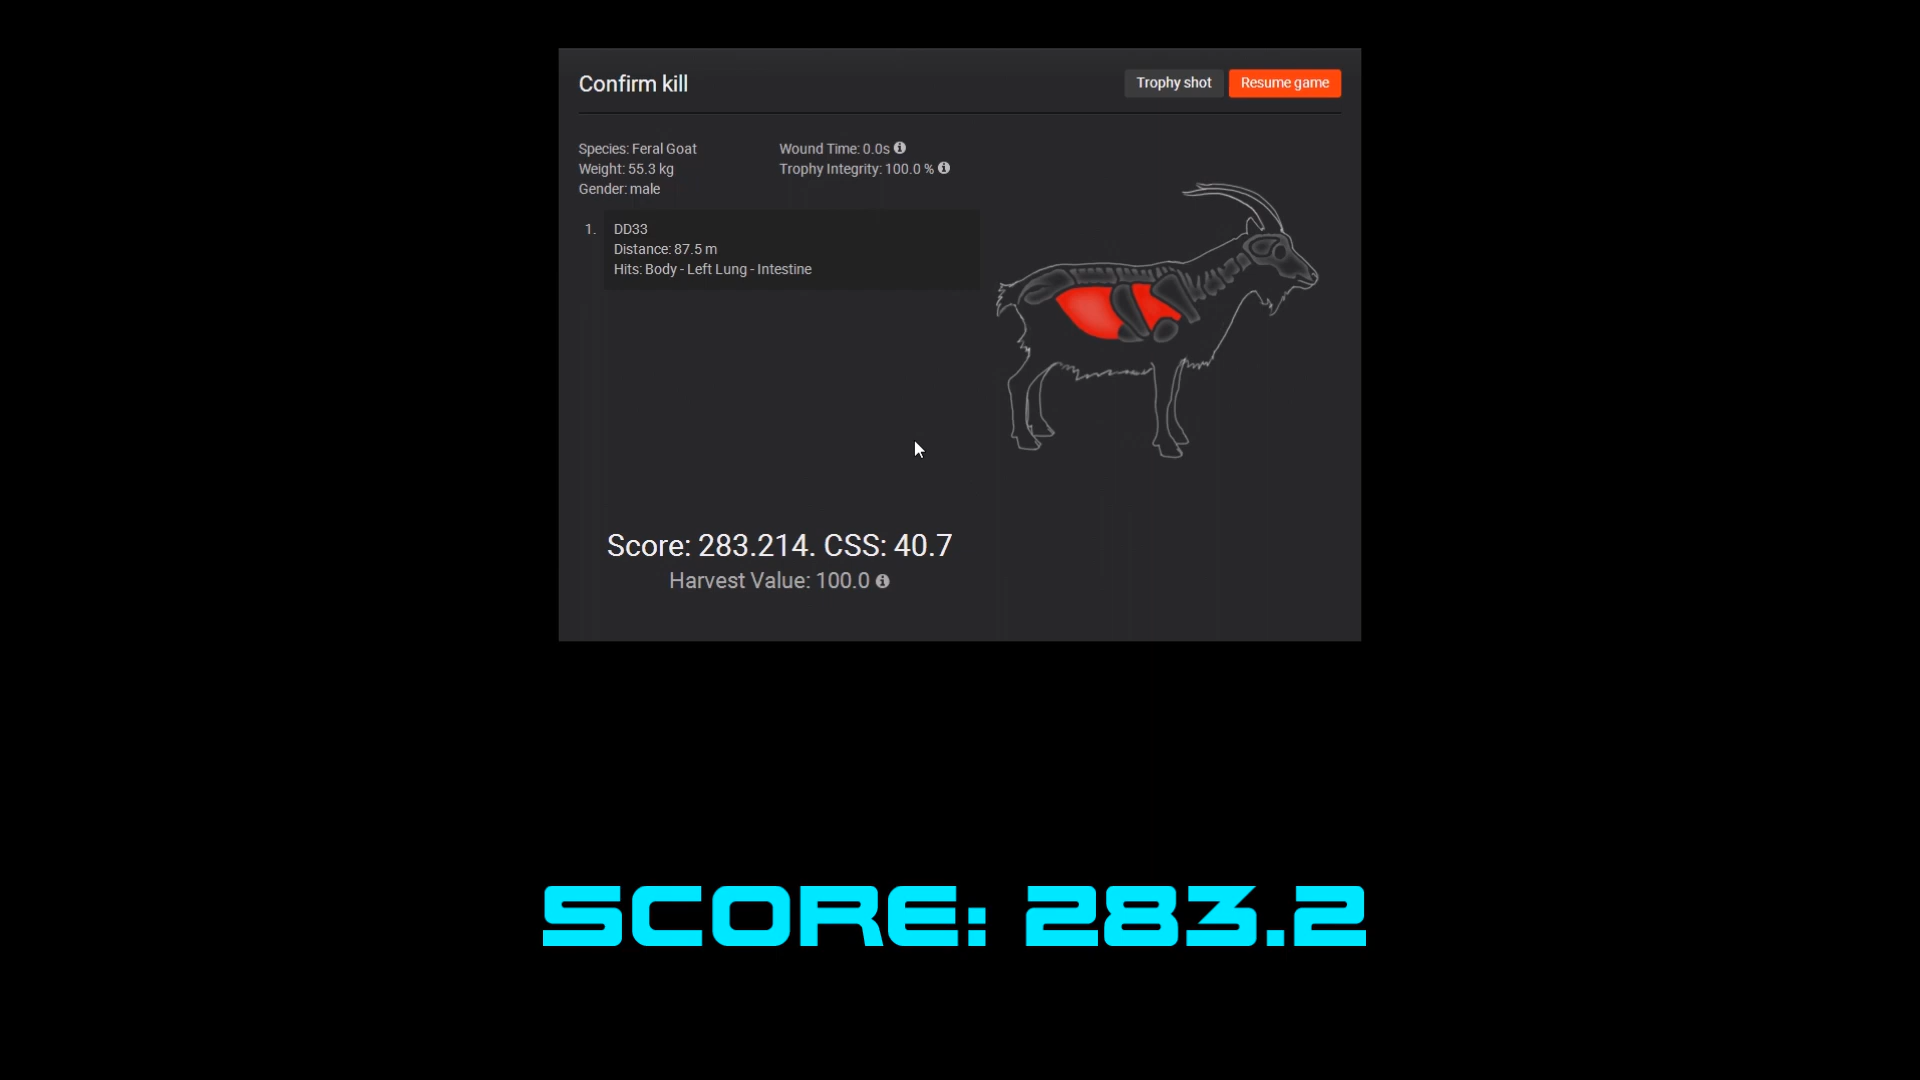 Confirm kill
Trophy shot
Resume game
Species: Feral Goat
Weight: 55.3 kg
Gender: male
Wound Time: 0.0s
Trophy Integrity: 100.0 %
1.
DD33
Distance: 87.5 m
Hits: Body - Left Lung - Intestine
Score: 283.214. CSS: 40.7
Harvest Value: 100.0
SCORE: 283.2